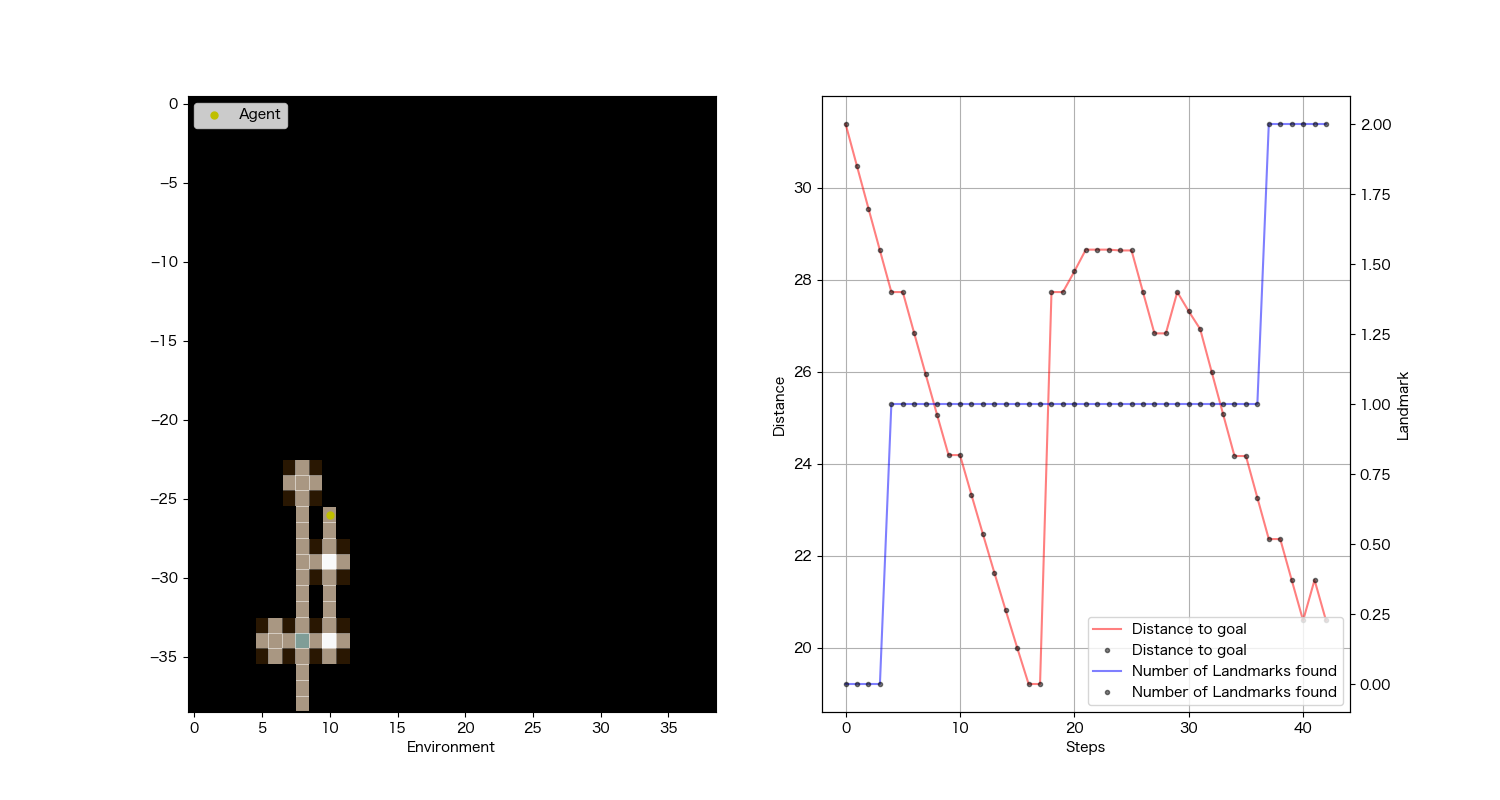 Agent
0
−5
−10
−15
−20
−25
−30
−35
0 5 10 15 20 25 30 35
Environment
Distance
30
28
26
24
22
20
0 10 20 30 40
Steps
2.00
1.75
1.50
1.25
1.00
0.75
0.50
0.25
0.00
Landmark
Distance to goal
Distance to goal
Number of Landmarks found
Number of Landmarks found